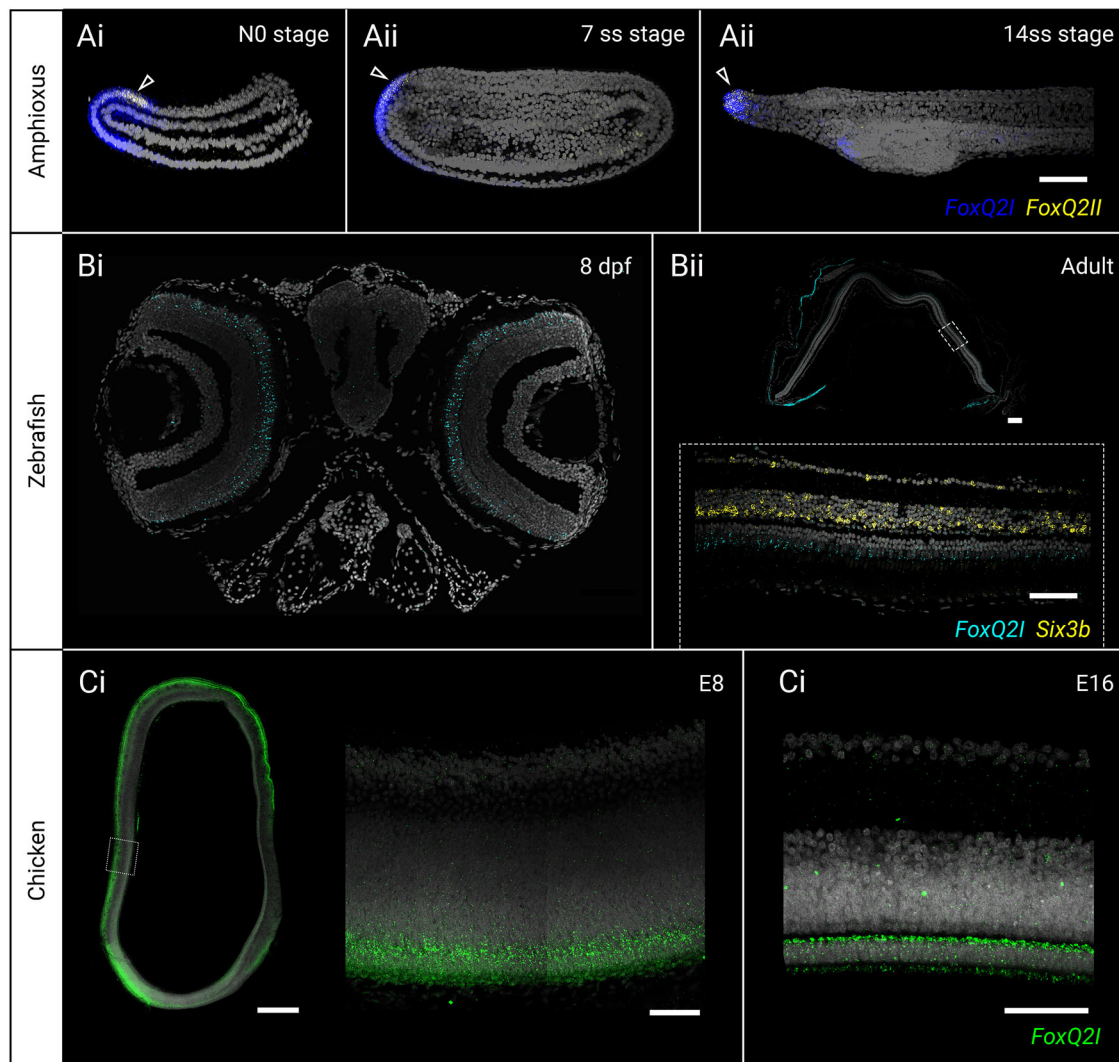 Amphioxus
Ai
N0 stage
Aii
7 ss stage
Aii
14ss stage
FoxQ2I FoxQ2II
Zebrafish
Bi
8 dpf
Bii
Adult
FoxQ2I Six3b
Chicken
Ci
E8
Ci
E16
FoxQ2I